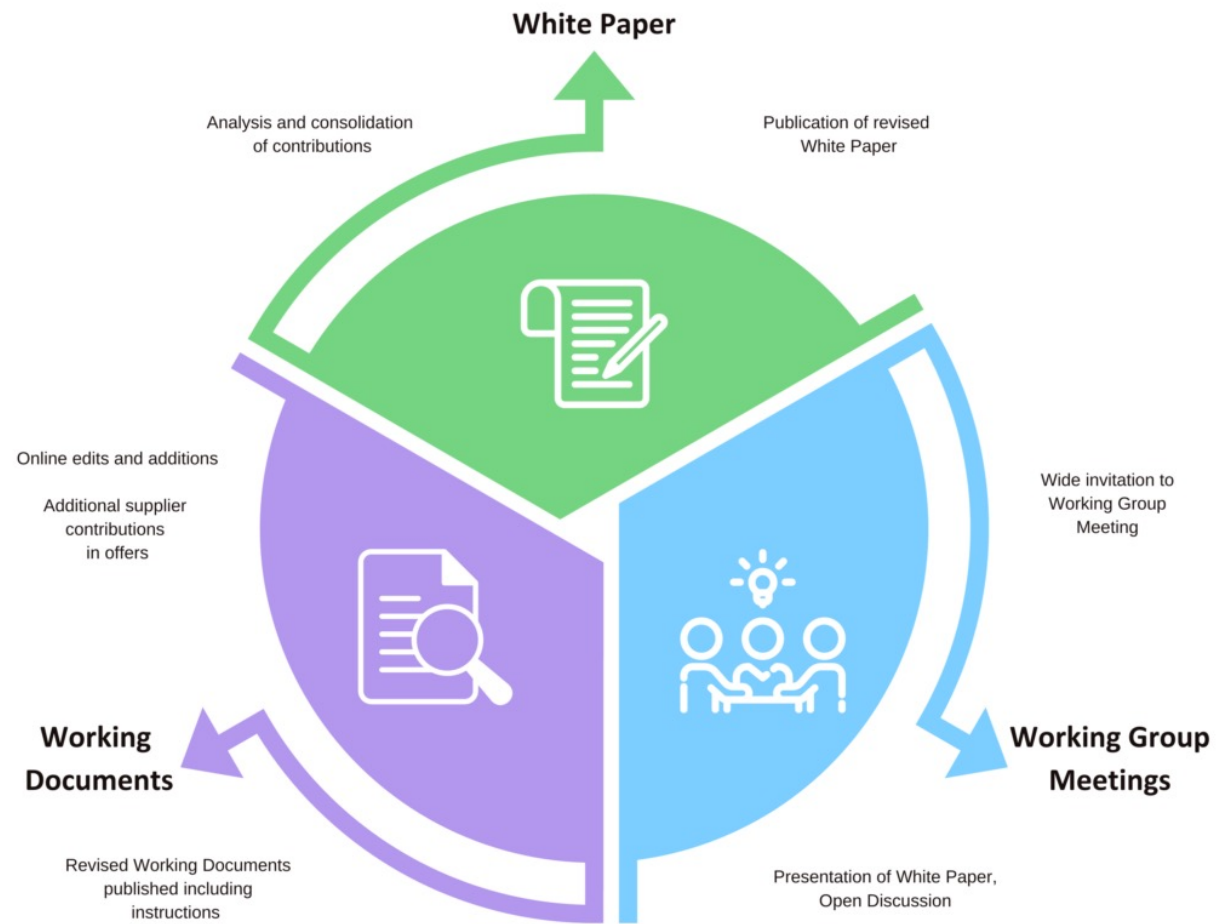 White Paper
Analysis and consolidation
of contributions
Publication of revised
White Paper
Online edits and additions
Additional supplier
contributions
in offers
Wide invitation to
Working Group
Meeting
Working
Documents
Working Group
Meetings
Revised Working Documents
published including
instructions
Presentation of White Paper,
Open Discussion